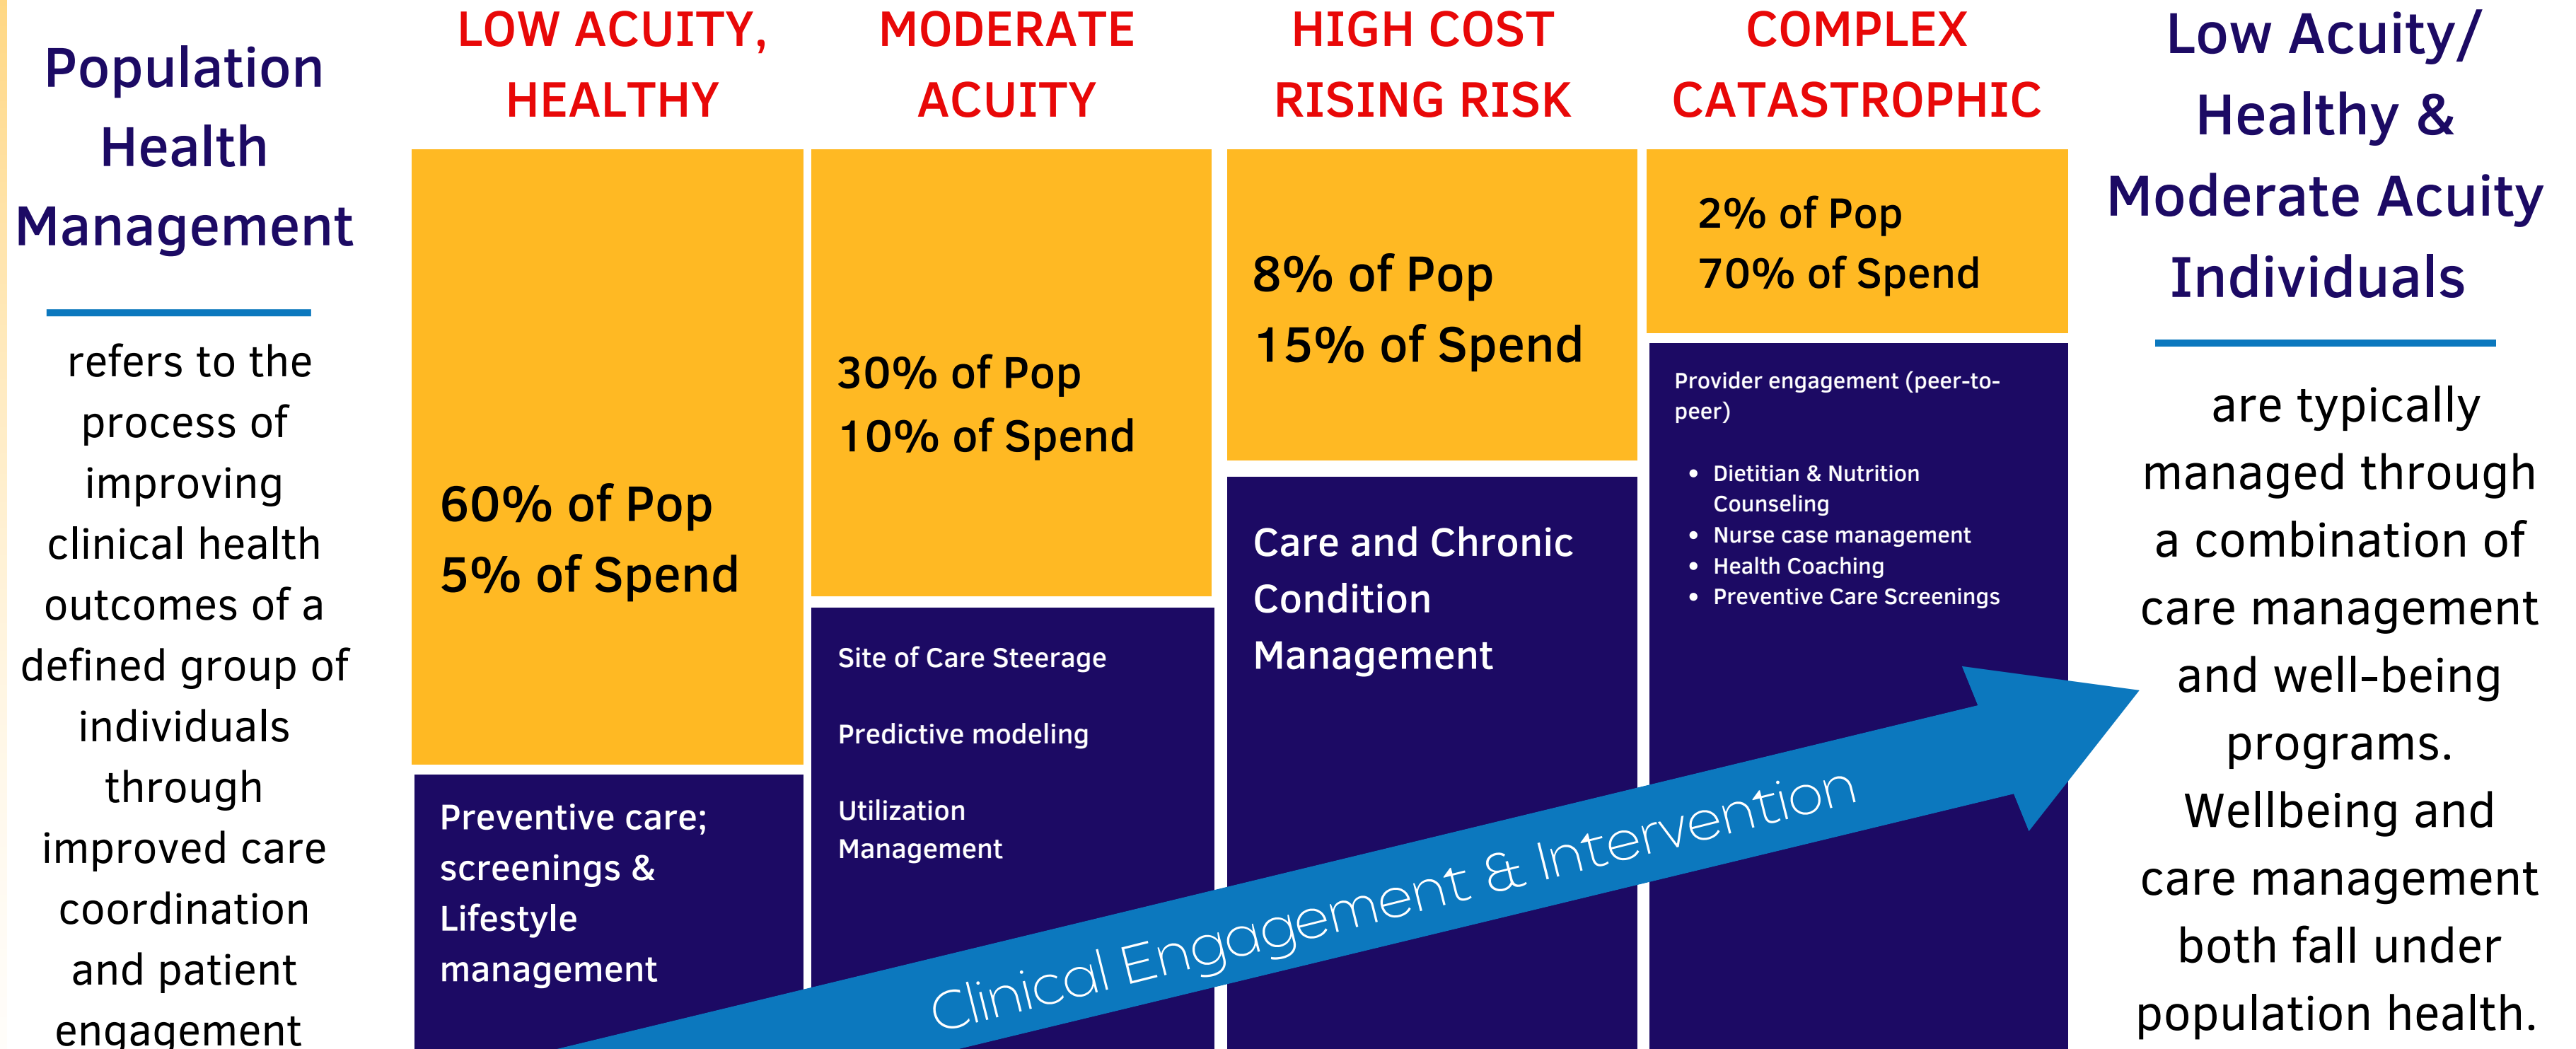 Population
Health
Management
refers to the
process of
improving
clinical health
outcomes of a
defined group of
individuals
through
improved care
coordination
and patient
engagement
LOW ACUITY,
HEALTHY
60% of Pop
5% of Spend
Preventive care;
screenings &
Lifestyle
management
MODERATE
ACUITY
30% of Pop
10% of Spend
Site of Care Steerage
Predictive modeling
Utilization
Management
HIGH COST
RISING RISK
8% of Pop
15% of Spend
Care and Chronic
Condition
Management
COMPLEX
CATASTROPHIC
2% of Pop
70% of Spend
Provider engagement (peer-to-
peer)
• Dietitian & Nutrition
Counseling
• Nurse case management
• Health Coaching
• Preventive Care Screenings
Clinical Engagement & Intervention
Low Acuity/
Healthy &
Moderate Acuity
Individuals
are typically
managed through
a combination of
care management
and well-being
programs.
Wellbeing and
care management
both fall under
population health.